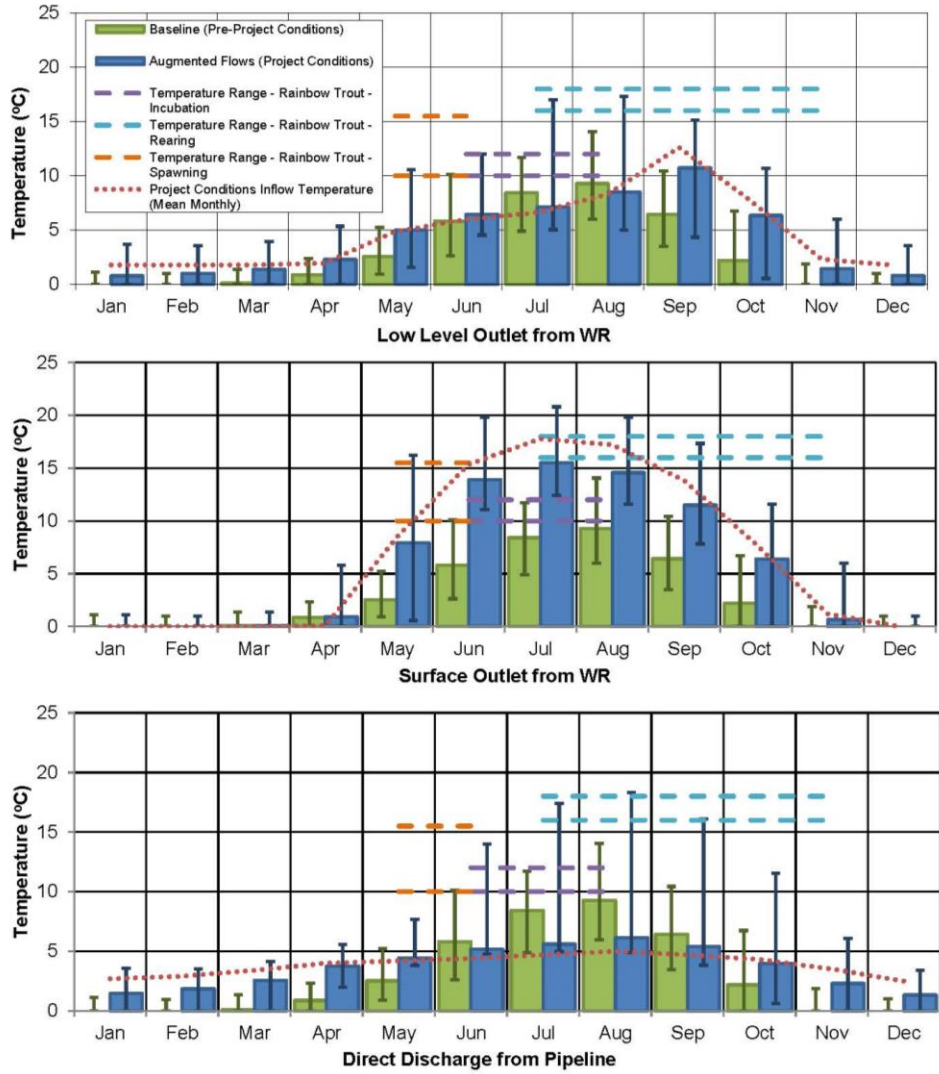 25
20
15
10
5
0
Temperature (ºC)
Baseline (Pre-Project Conditions)
Augmented Flows (Project Conditions)
Temperature Range - Rainbow Trout -
Incubation
Temperature Range - Rainbow Trout -
Rearing
Temperature Range - Rainbow Trout -
Spawning
Project Conditions Inflow Temperature
(Mean Monthly)
Jan Feb Mar Apr May Jun Jul Aug Sep Oct Nov Dec
Low Level Outlet from WR
25
20
15
10
5
0
Temperature (ºC)
Jan Feb Mar Apr May Jun Jul Aug Sep Oct Nov Dec
Surface Outlet from WR
25
20
15
10
5
0
Temperature (ºC)
Jan Feb Mar Apr May Jun Jul Aug Sep Oct Nov Dec
Direct Discharge from Pipeline